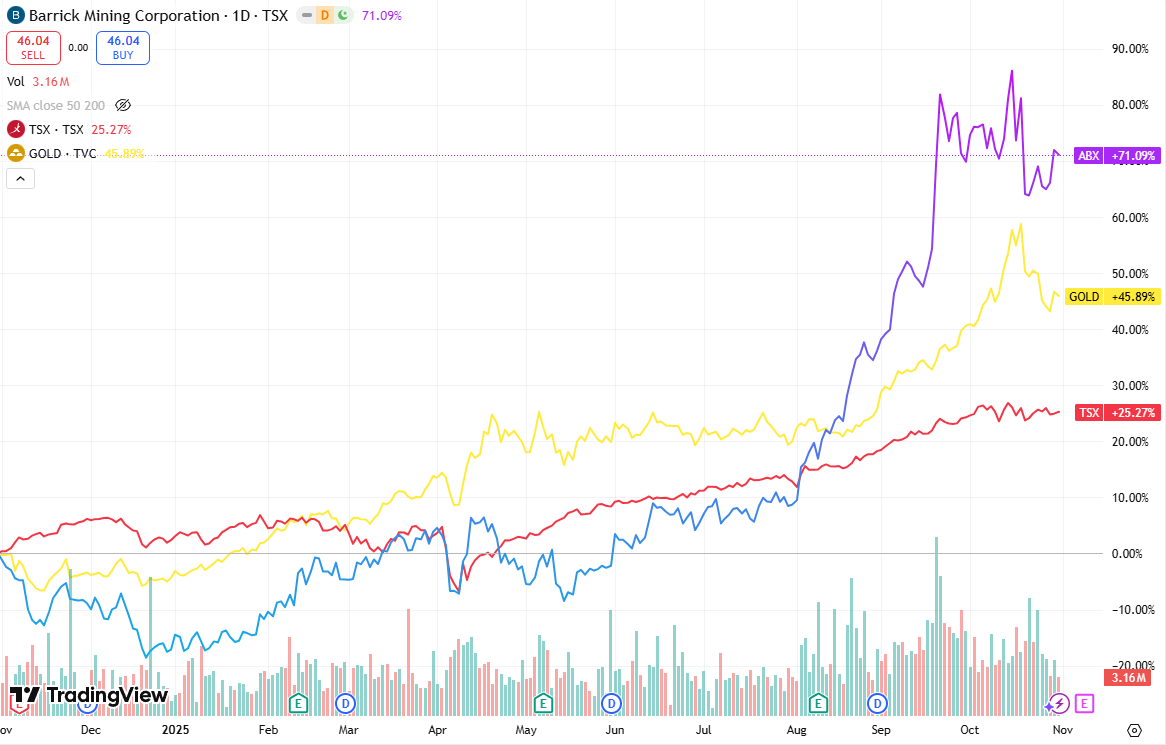 B Barrick Mining Corporation · 1D · TSX D 71.09%
46.04 SELL 0.00 46.04 BUY
Vol 3.16M
SMA close 50 200
TSX · TSX 25.27%
GOLD · TVC 45.89%
90.00%
80.00%
ABX +71.09%
60.00%
50.00%
GOLD +45.89%
40.00%
30.00%
TSX +25.27%
20.00%
10.00%
0.00%
−10.00%
−20.00%
3.16M
TradingView
E D E D E D E D E
Dec 2025 Feb Mar Apr May Jun Jul Aug Sep Oct Nov